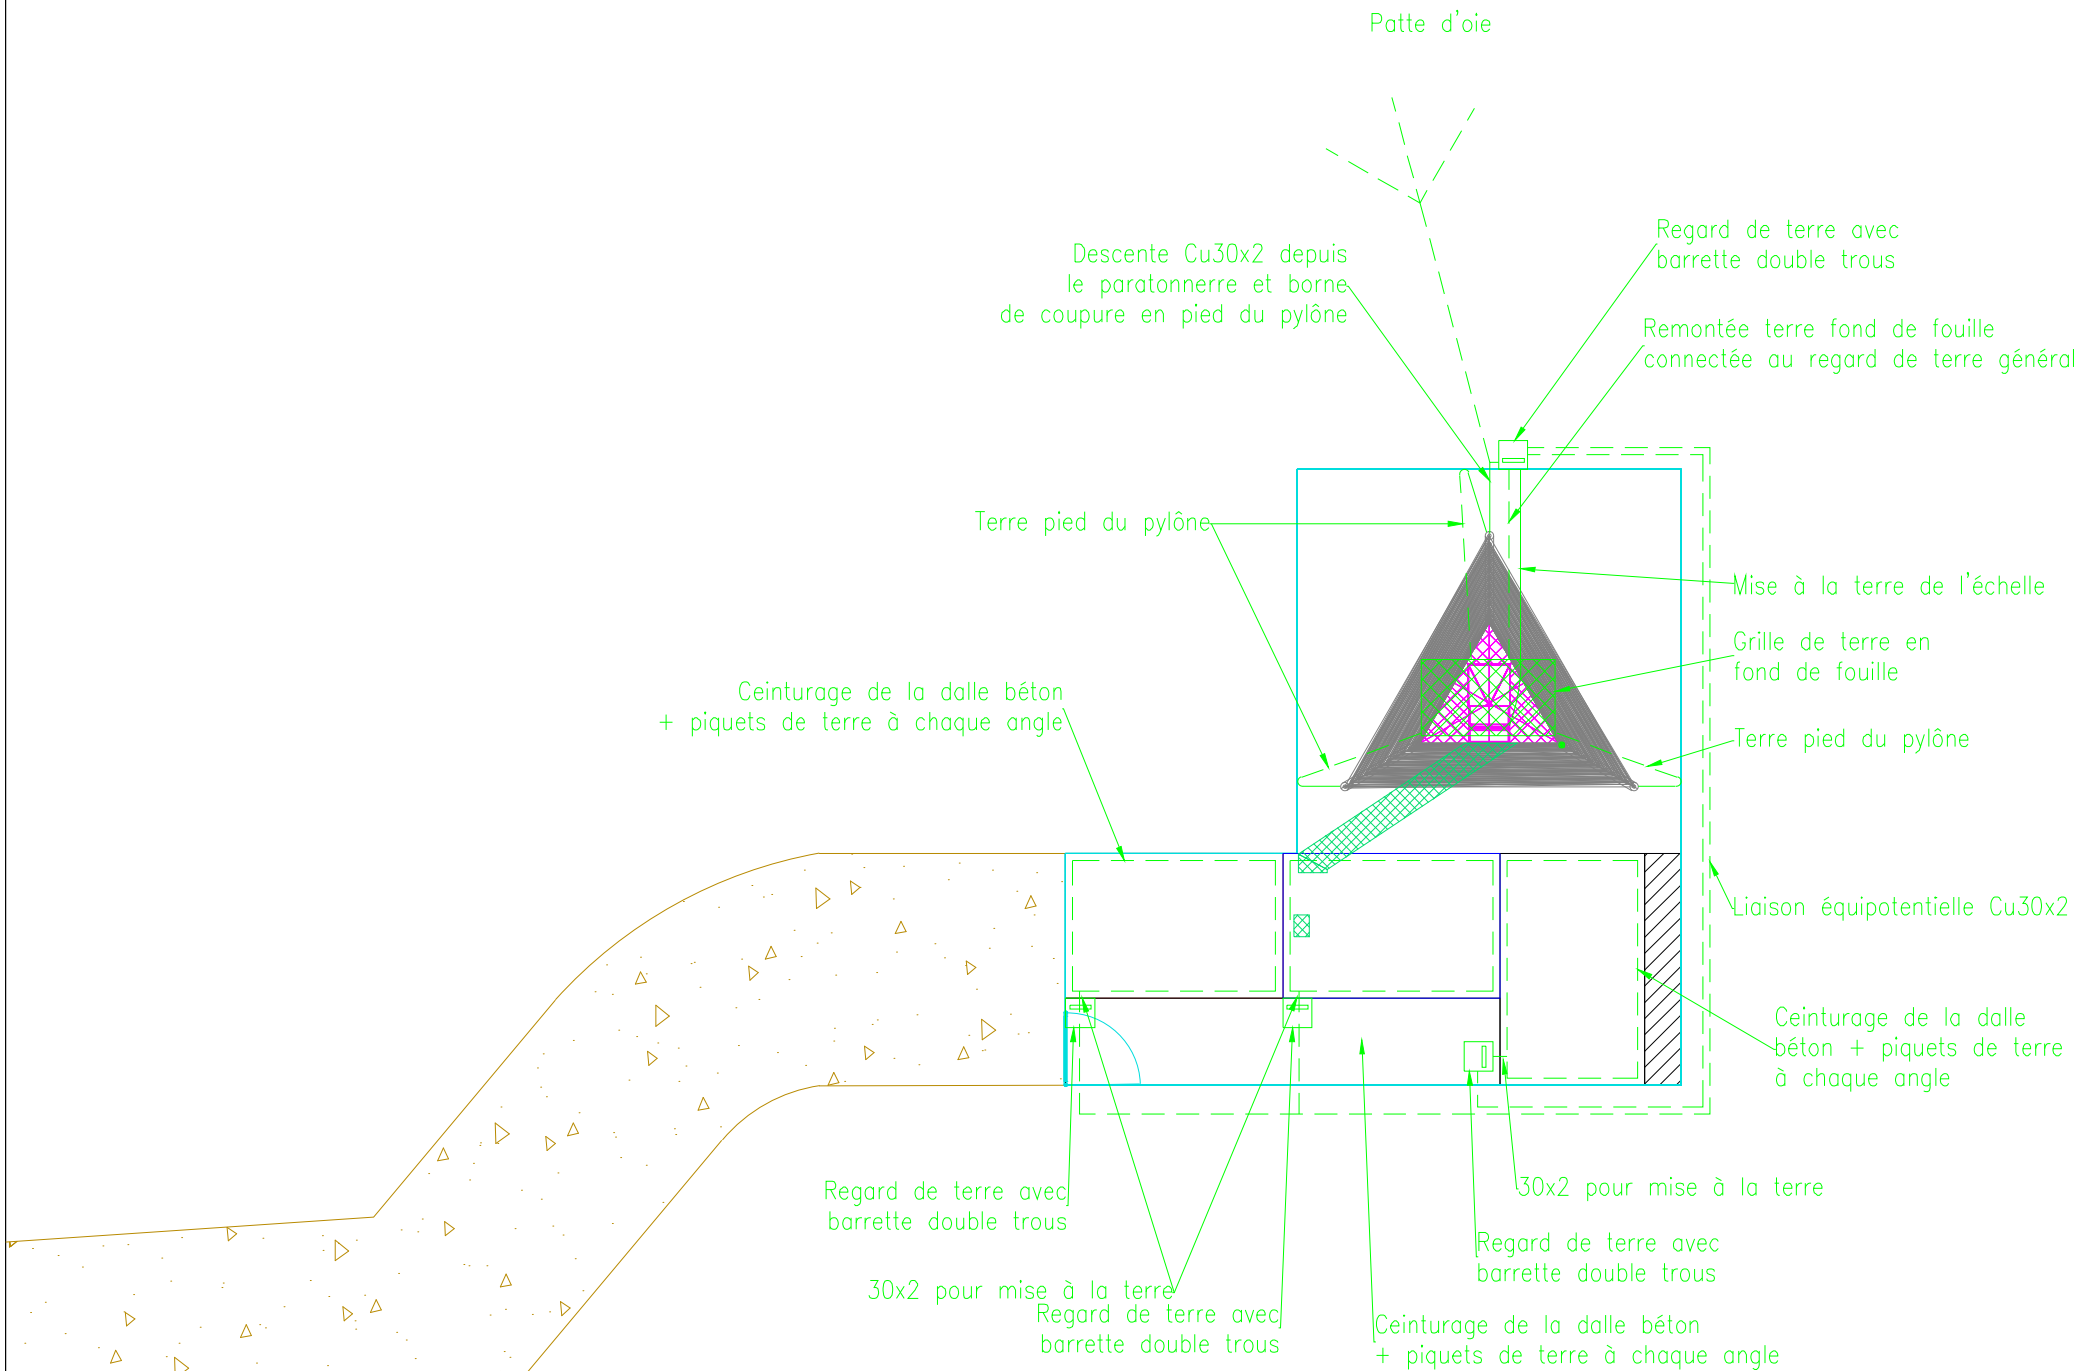 Patte d'oie
Regard de terre avec
barrette double trous
Descente Cu30x2 depuis
le paratonnerre et borne
de coupure en pied du pylône
Remontée terre fond de fouille
connectée au regard de terre général
Terre pied du pylône
Mise à la terre de l'échelle
Grille de terre en
fond de fouille
Ceinturage de la dalle béton
+ piquets de terre à chaque angle
Terre pied du pylône
Liaison équipotentielle Cu30x2
Ceinturage de la dalle
béton + piquets de terre
à chaque angle
Regard de terre avec
barrette double trous
30x2 pour mise à la terre
Regard de terre avec
barrette double trous
30x2 pour mise à la terre
Regard de terre avec
barrette double trous
Ceinturage de la dalle béton
+ piquets de terre à chaque angle